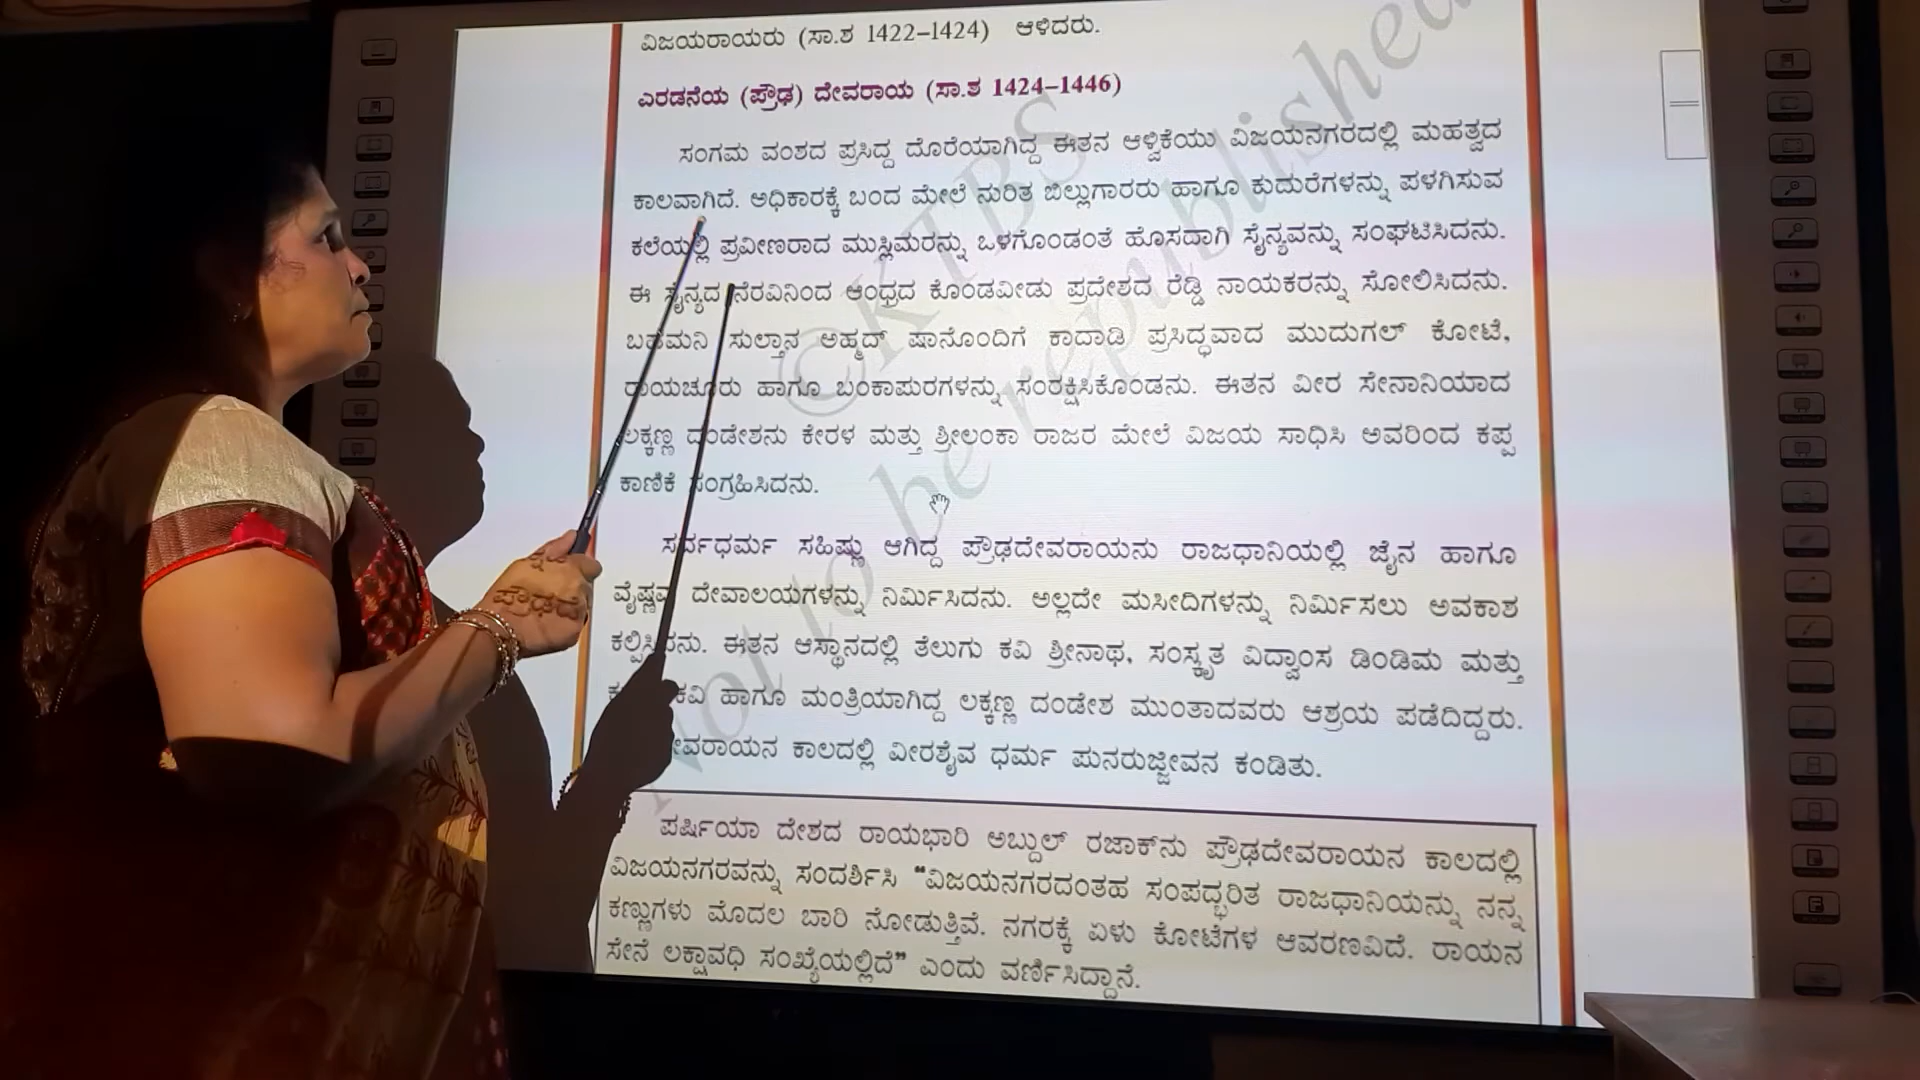 ವಿಜಯರಾಯರು (ಸಾ.ಶ 1422–1424) ಆಳಿದರು.
ಎರಡನೆಯ (ಪ್ರೌಢ) ದೇವರಾಯ (ಸಾ.ಶ 1424–1446)
ಸಂಗಮ ವಂಶದ ಪ್ರಸಿದ್ದ ದೊರೆಯಾಗಿದ್ದ ಈತನ ಆಳ್ವಿಕೆಯು ವಿಜಯನಗರದಲ್ಲಿ ಮಹತ್ವದ
ಕಾಲವಾಗಿದೆ. ಅಧಿಕಾರಕ್ಕೆ ಬಂದ ಮೇಲೆ ನುರಿತ ಬಿಲ್ಲುಗಾರರು ಹಾಗೂ ಕುದುರೆಗಳನ್ನು ಪಳಗಿಸುವ
ಕಲೆಯಲ್ಲಿ ಪ್ರವೀಣರಾದ ಮುಸ್ಲಿಮರನ್ನು ಒಳಗೊಂಡಂತೆ ಹೊಸದಾಗಿ ಸೈನ್ಯವನ್ನು ಸಂಘಟಿಸಿದನು.
ಈ ಸೈನ್ಯದ ನೆರವಿನಿಂದ ಆಂಧ್ರದ ಕೊಂಡವೀಡು ಪ್ರದೇಶದ ರೆಡ್ಡಿ ನಾಯಕರನ್ನು ಸೋಲಿಸಿದನು.
ಬಹಮನಿ ಸುಲ್ತಾನ ಅಹ್ಮದ್ ಷಾನೊಂದಿಗೆ ಕಾದಾಡಿ ಪ್ರಸಿದ್ಧವಾದ ಮುದುಗಲ್ ಕೋಟೆ,
ರಾಯಚೂರು ಹಾಗೂ ಬಂಕಾಪುರಗಳನ್ನು ಸಂರಕ್ಷಿಸಿಕೊಂಡನು. ಈತನ ವೀರ ಸೇನಾನಿಯಾದ
ಲಕ್ಕಣ್ಣ ದಂಡೇಶನು ಕೇರಳ ಮತ್ತು ಶ್ರೀಲಂಕಾ ರಾಜರ ಮೇಲೆ ವಿಜಯ ಸಾಧಿಸಿ ಅವರಿಂದ ಕಪ್ಪ
ಕಾಣಿಕೆ ಸಂಗ್ರಹಿಸಿದನು.
ಸರ್ವಧರ್ಮ ಸಹಿಷ್ಣು ಆಗಿದ್ದ ಪ್ರೌಢದೇವರಾಯನು ರಾಜಧಾನಿಯಲ್ಲಿ ಜೈನ ಹಾಗೂ
ವೈಷ್ಣವ ದೇವಾಲಯಗಳನ್ನು ನಿರ್ಮಿಸಿದನು. ಅಲ್ಲದೇ ಮಸೀದಿಗಳನ್ನು ನಿರ್ಮಿಸಲು ಅವಕಾಶ
ಕಲ್ಪಿಸಿದನು. ಈತನ ಆಸ್ಥಾನದಲ್ಲಿ ತೆಲುಗು ಕವಿ ಶ್ರೀನಾಥ, ಸಂಸ್ಕೃತ ವಿದ್ವಾಂಸ ಡಿಂಡಿಮ ಮತ್ತು
ಕವಿ ಹಾಗೂ ಮಂತ್ರಿಯಾಗಿದ್ದ ಲಕ್ಕಣ್ಣ ದಂಡೇಶ ಮುಂತಾದವರು ಆಶ್ರಯ ಪಡೆದಿದ್ದರು.
ಪ್ರೌಢದೇವರಾಯನ ಕಾಲದಲ್ಲಿ ವೀರಶೈವ ಧರ್ಮ ಪುನರುಜ್ಜೀವನ ಕಂಡಿತು.
ಪರ್ಷಿಯಾ ದೇಶದ ರಾಯಭಾರಿ ಅಬ್ದುಲ್ ರಜಾಕ್‌ನು ಪ್ರೌಢದೇವರಾಯನ ಕಾಲದಲ್ಲಿ
ವಿಜಯನಗರವನ್ನು ಸಂದರ್ಶಿಸಿ “ವಿಜಯನಗರದಂತಹ ಸಂಪದ್ಭರಿತ ರಾಜಧಾನಿಯನ್ನು ನನ್ನ
ಕಣ್ಣುಗಳು ಮೊದಲ ಬಾರಿ ನೋಡುತ್ತಿವೆ. ನಗರಕ್ಕೆ ಏಳು ಕೋಟೆಗಳ ಆವರಣವಿದೆ. ರಾಯನ
ಸೇನೆ ಲಕ್ಷಾವಧಿ ಸಂಖ್ಯೆಯಲ್ಲಿದೆ” ಎಂದು ವರ್ಣಿಸಿದ್ದಾನೆ.
©KTBS
Not to be republished